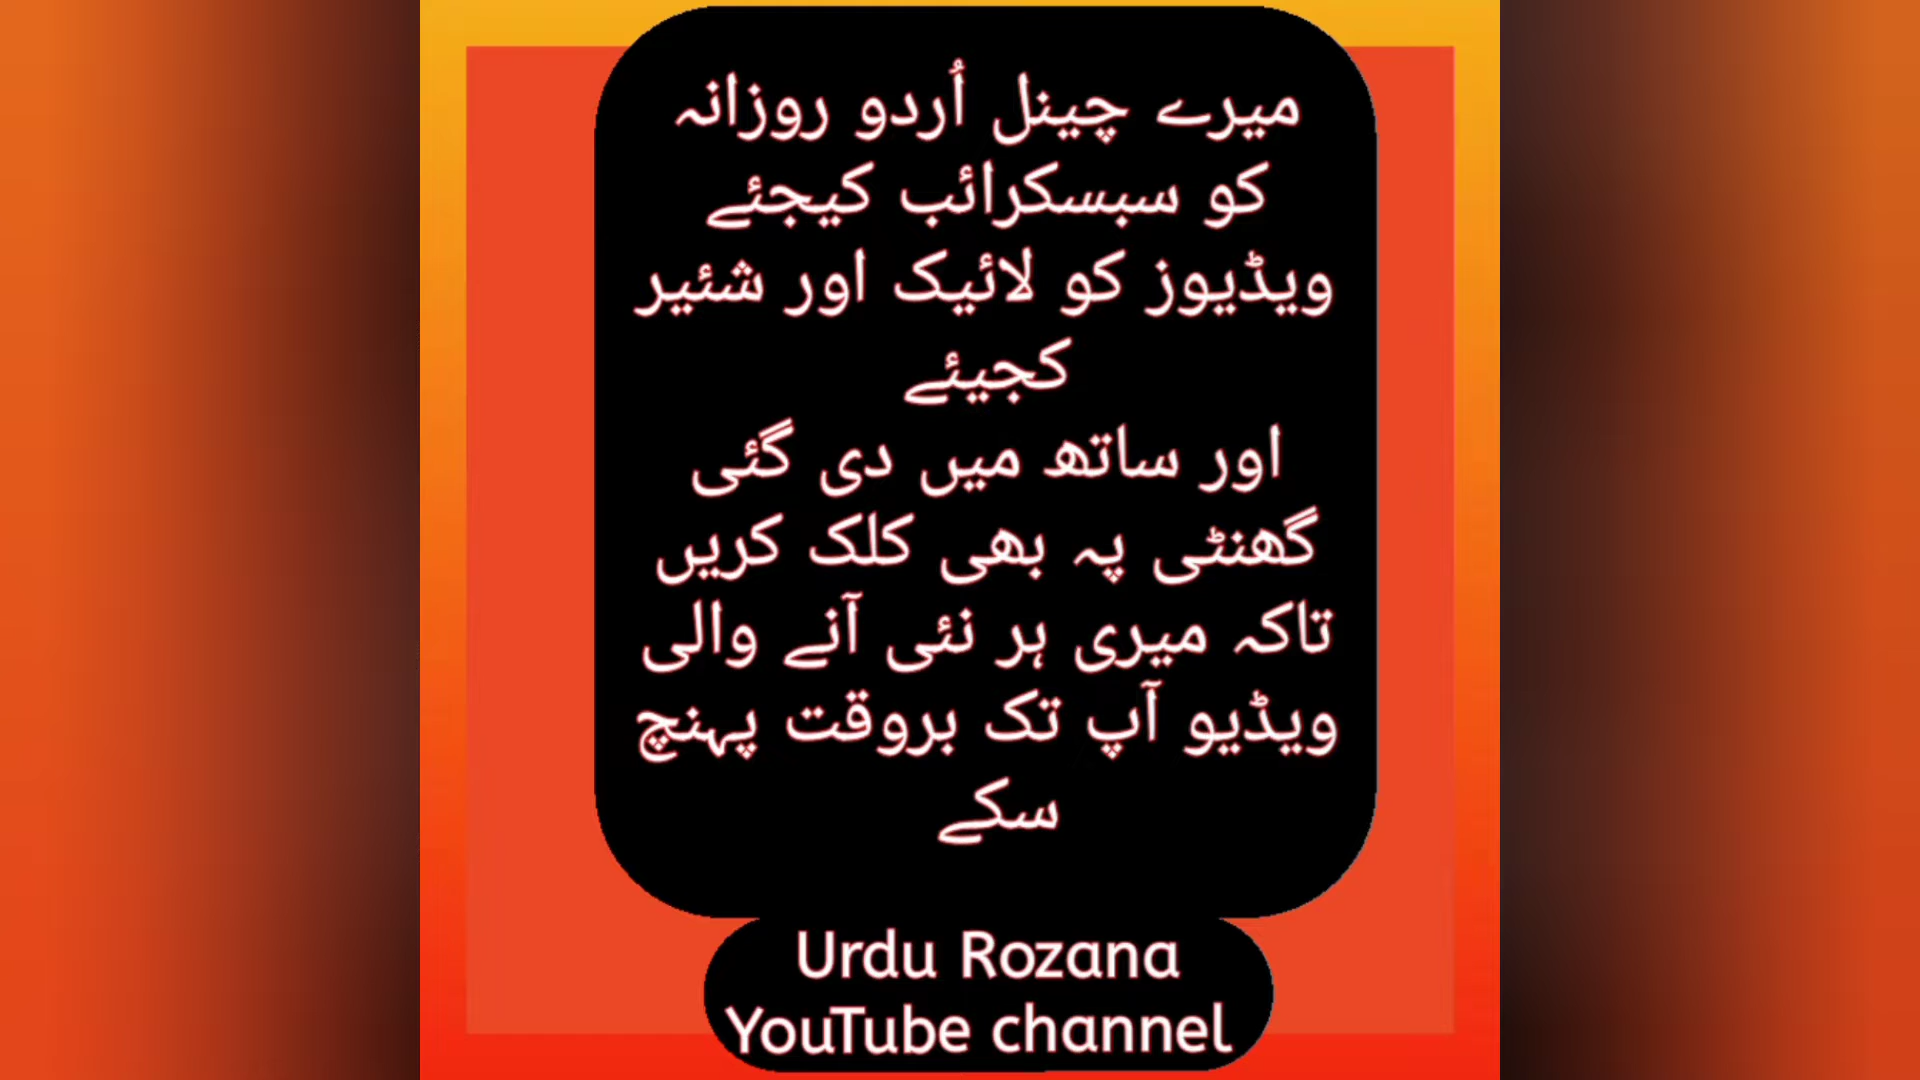 میرے چینل اُردو روزانہ
کو سبسکرائب کیجئے
ویڈیوز کو لائیک اور شئیر
کجیئے
اور ساتھ میں دی گئی
گھنٹی پہ بھی کلک کریں
تاکہ میری ہر نئی آنے والی
ویڈیو آپ تک بروقت پہنچ
سکے
Urdu Rozana
YouTube channel